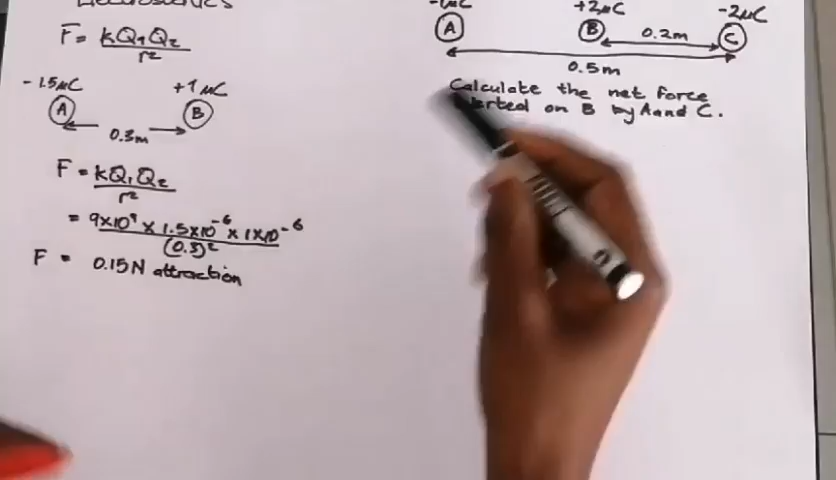 F = kQ1Q2
r²
- 1.5μC +1μC
A B
0.3m
F = kQ1Q2
r²
= 9×10⁹ × 1.5×10⁻⁶ × 1×10⁻⁶
(0.3)²
F = 0.15N attraction
+2μC -2μC
A B 0.2m C
0.5m
Calculate the net force
on B by A and C.